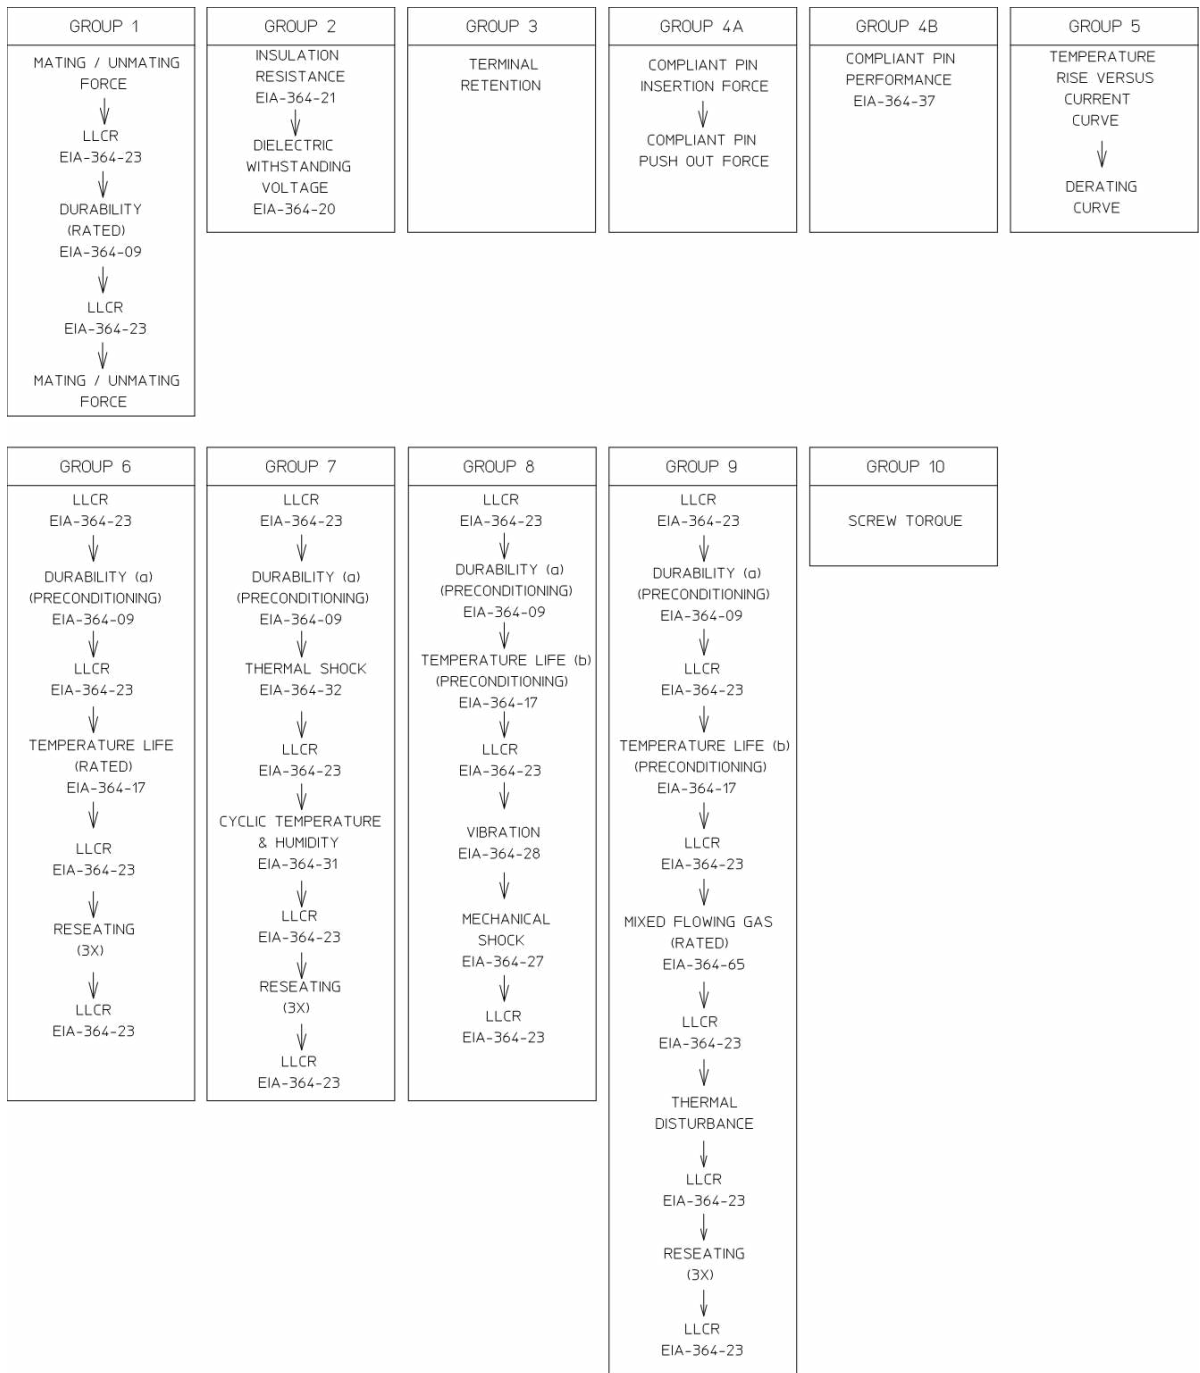 GROUP 1
MATING / UNMATING
FORCE
LLCR
EIA-364-23
DURABILITY
(RATED)
EIA-364-09
LLCR
EIA-364-23
MATING / UNMATING
FORCE
GROUP 2
INSULATION
RESISTANCE
EIA-364-21
DIELECTRIC
WITHSTANDING
VOLTAGE
EIA-364-20
GROUP 3
TERMINAL
RETENTION
GROUP 4A
COMPLIANT PIN
INSERTION FORCE
COMPLIANT PIN
PUSH OUT FORCE
GROUP 4B
COMPLIANT PIN
PERFORMANCE
EIA-364-37
GROUP 5
TEMPERATURE
RISE VERSUS
CURRENT
CURVE
DERATING
CURVE
GROUP 6
LLCR
EIA-364-23
DURABILITY (a)
(PRECONDITIONING)
EIA-364-09
LLCR
EIA-364-23
TEMPERATURE LIFE
(RATED)
EIA-364-17
LLCR
EIA-364-23
RESEATING
(3X)
LLCR
EIA-364-23
GROUP 7
LLCR
EIA-364-23
DURABILITY (a)
(PRECONDITIONING)
EIA-364-09
THERMAL SHOCK
EIA-364-32
LLCR
EIA-364-23
CYCLIC TEMPERATURE
& HUMIDITY
EIA-364-31
LLCR
EIA-364-23
RESEATING
(3X)
LLCR
EIA-364-23
GROUP 8
LLCR
EIA-364-23
DURABILITY (a)
(PRECONDITIONING)
EIA-364-09
TEMPERATURE LIFE (b)
(PRECONDITIONING)
EIA-364-17
LLCR
EIA-364-23
VIBRATION
EIA-364-28
MECHANICAL
SHOCK
EIA-364-27
LLCR
EIA-364-23
GROUP 9
LLCR
EIA-364-23
DURABILITY (a)
(PRECONDITIONING)
EIA-364-09
LLCR
EIA-364-23
TEMPERATURE LIFE (b)
(PRECONDITIONING)
EIA-364-17
LLCR
EIA-364-23
MIXED FLOWING GAS
(RATED)
EIA-364-65
LLCR
EIA-364-23
THERMAL
DISTURBANCE
LLCR
EIA-364-23
RESEATING
(3X)
LLCR
EIA-364-23
GROUP 10
SCREW TORQUE